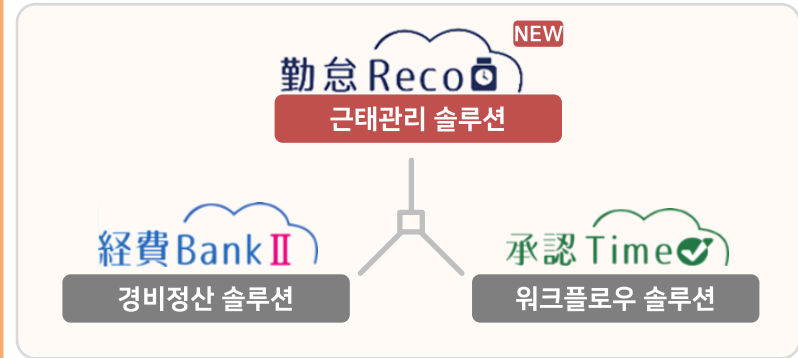 NEW
勤怠Reco
근태관리 솔루션
経費BankⅡ
承認Time
경비정산 솔루션
워크플로우 솔루션